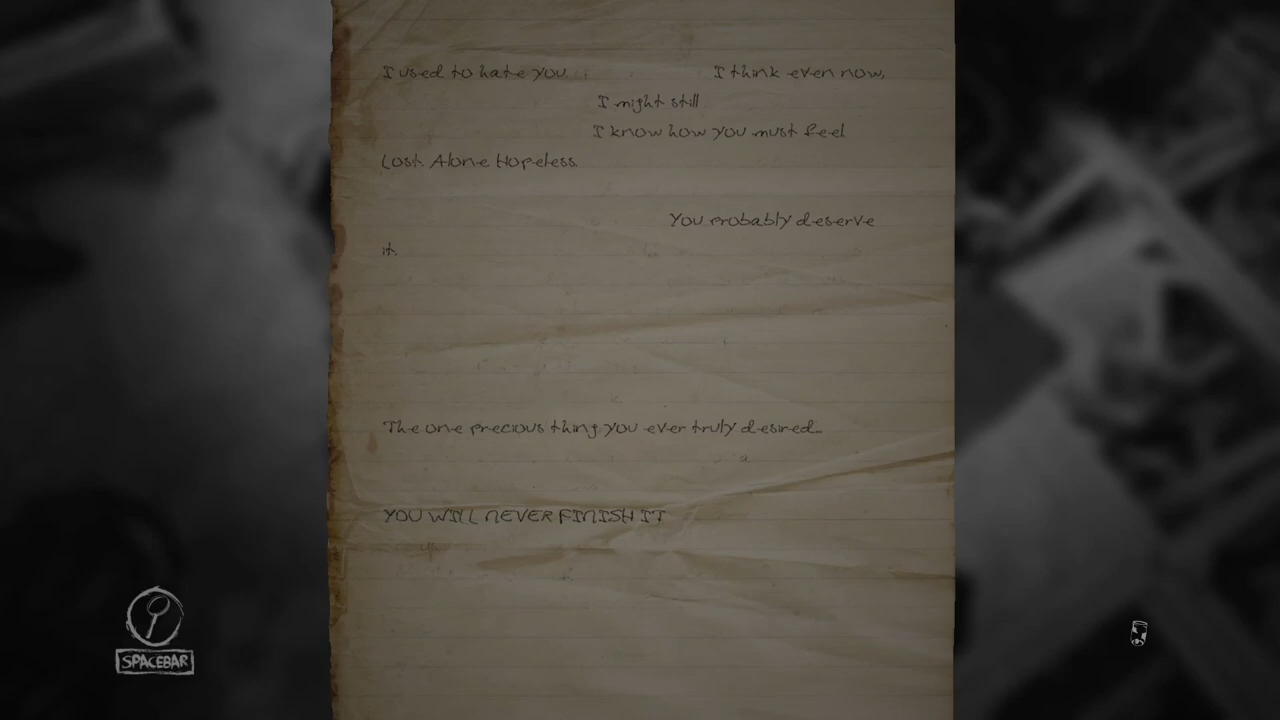 I used to hate you. I think even now,
I might still
I know how you must feel
Lost. Alone Hopeless.
You probably deserve
it.
The one precious thing you ever truly desired...
a
YOU WILL NEVER FINISH IT
SPACEBAR